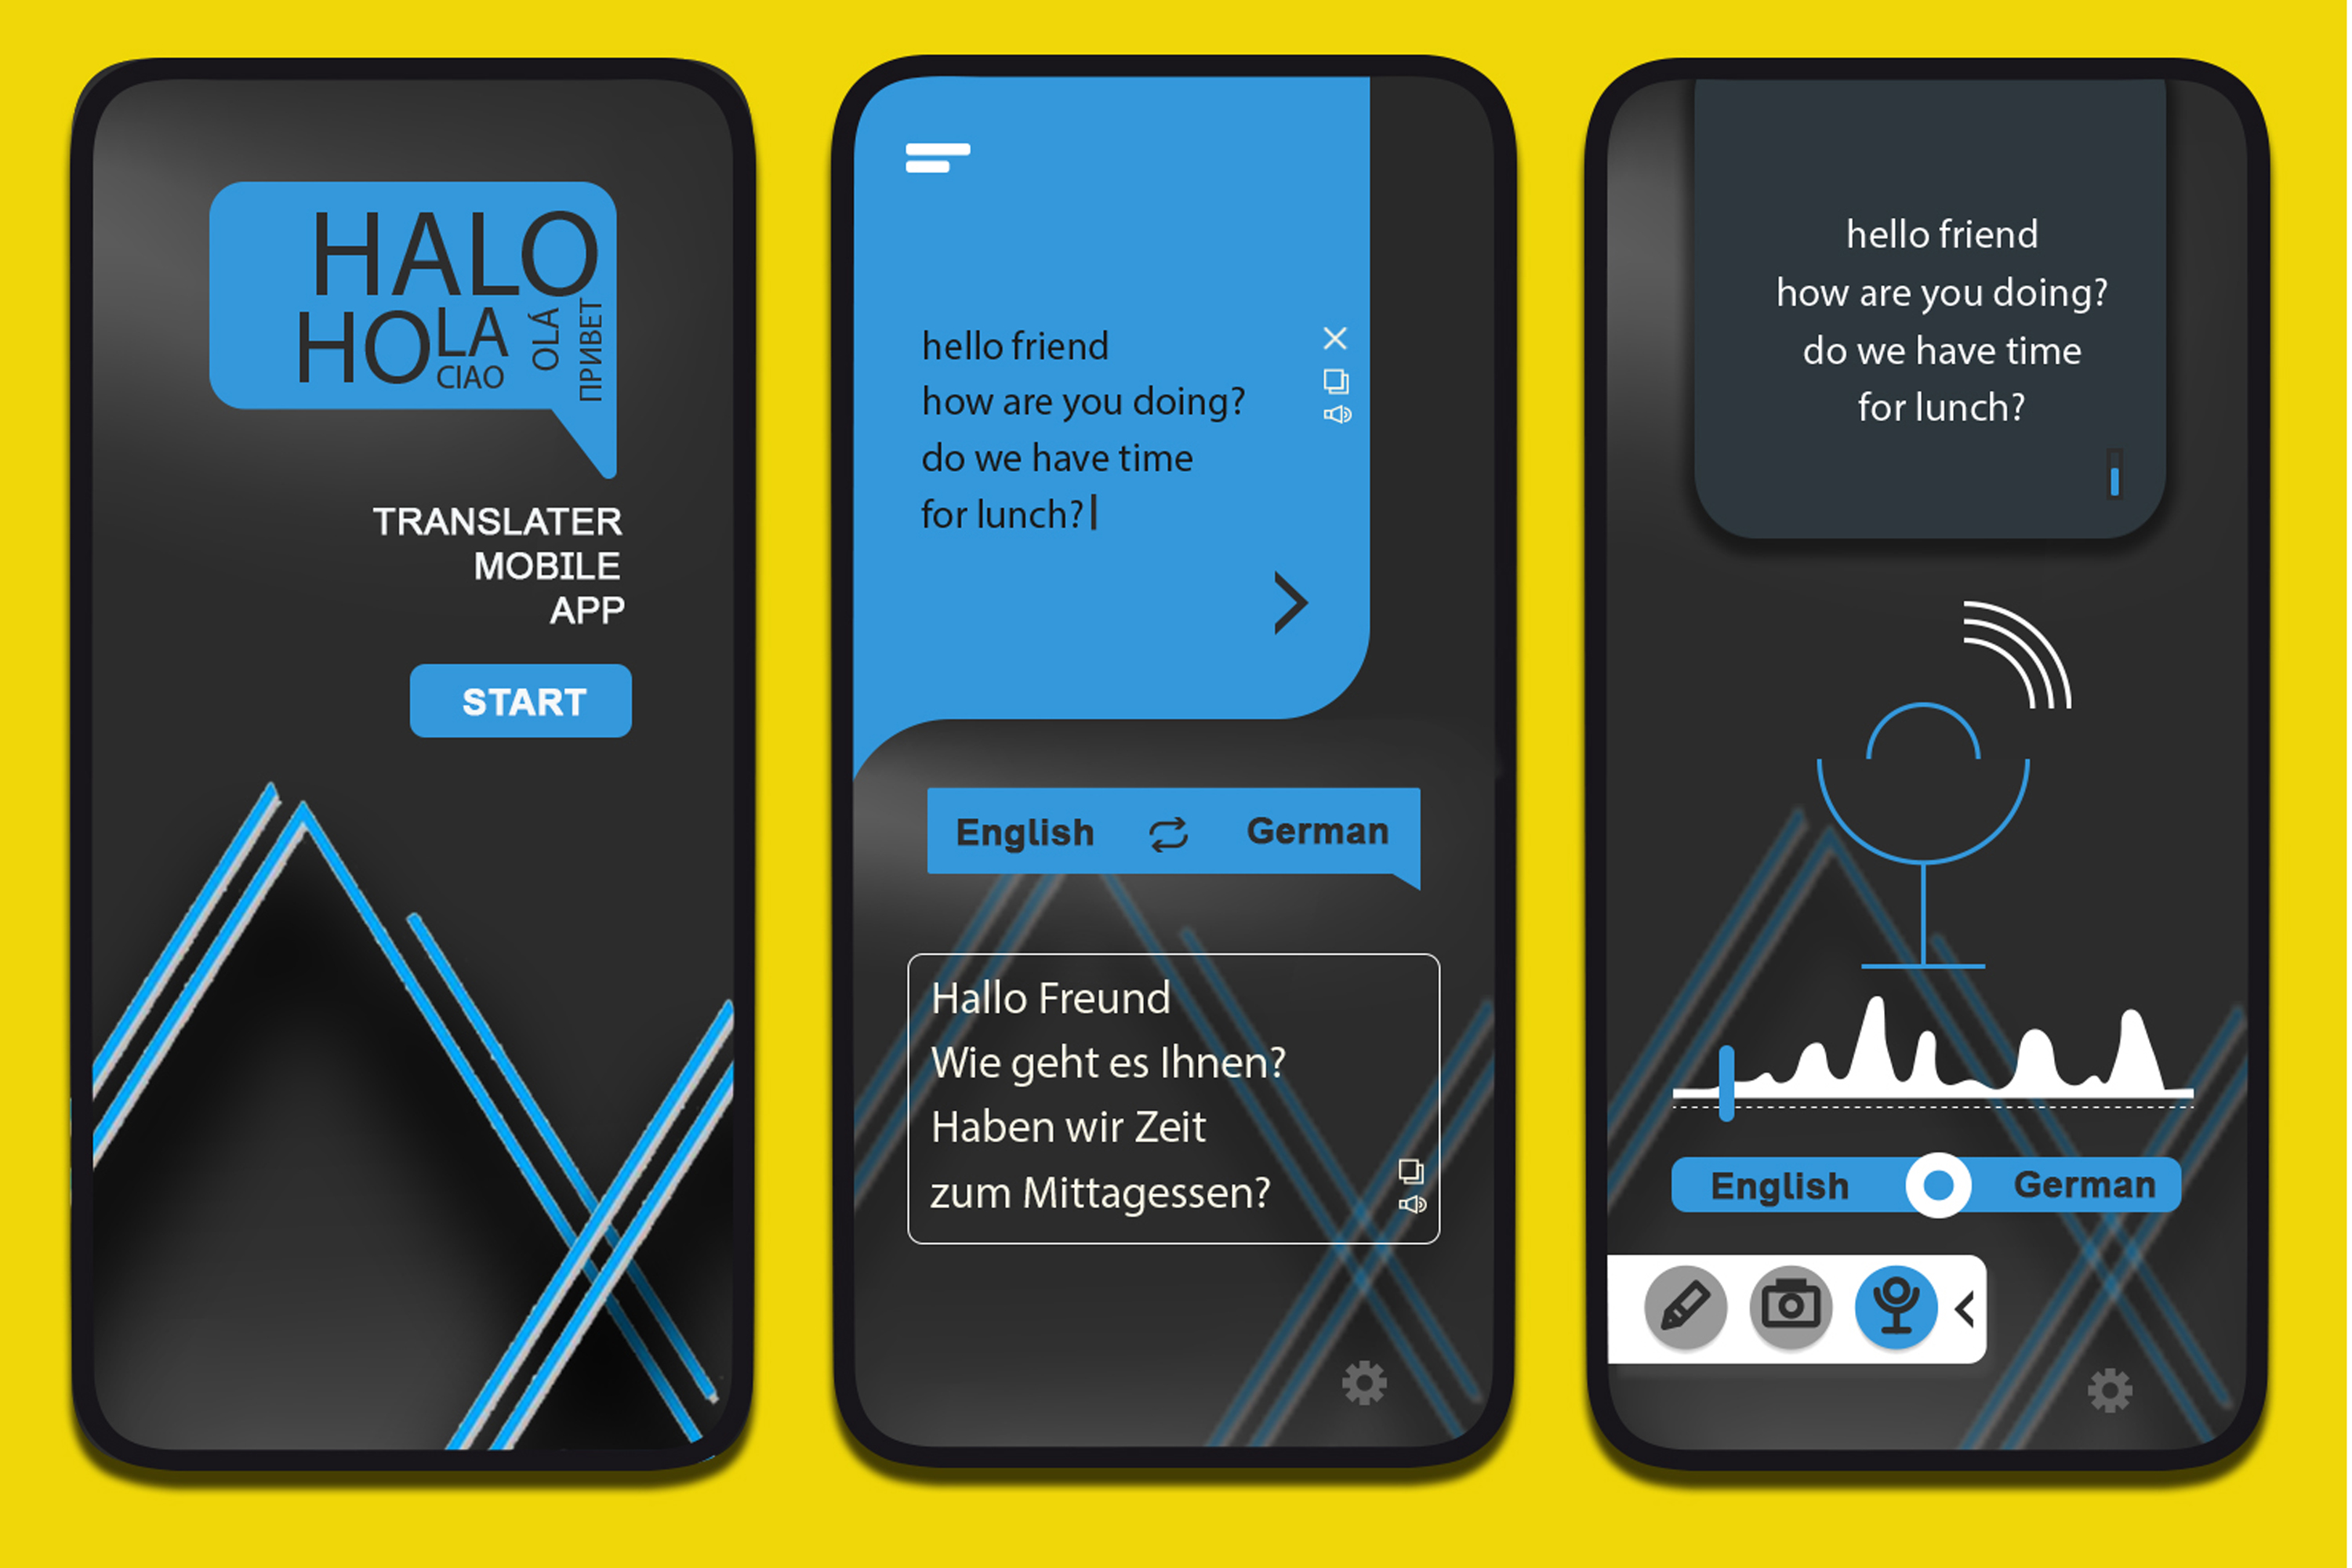 HALO
HOLA
CIAO
OLÁ
ПРИВЕТ
TRANSLATER
MOBILE
APP
START
hello friend
how are you doing?
do we have time
for lunch?
English German
Hallo Freund
Wie geht es Ihnen?
Haben wir Zeit
zum Mittagessen?
hello friend
how are you doing?
do we have time
for lunch?
English German